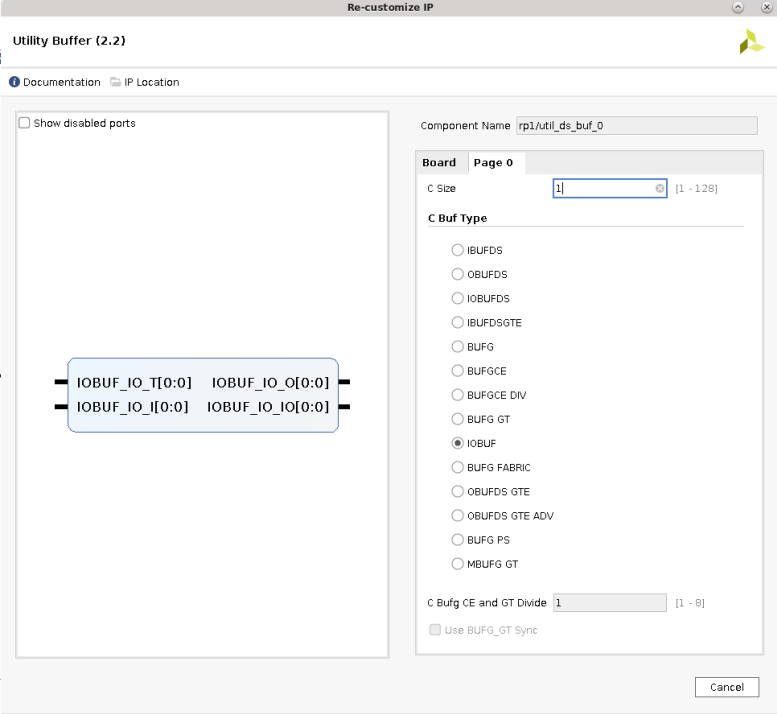 Re-customize IP
Utility Buffer (2.2)
Documentation IP Location
Show disabled ports
IOBUF_IO_T[0:0] IOBUF_IO_O[0:0]
IOBUF_IO_I[0:0] IOBUF_IO_IO[0:0]
Component Name rp1/util_ds_buf_0
Board Page 0
C Size 1 [1 - 128]
C Buf Type
IBUFDS
OBUFDS
IOBUFDS
IBUFDSGTE
BUFG
BUFGCE
BUFGCE DIV
BUFG GT
IOBUF
BUFG FABRIC
OBUFDS GTE
OBUFDS GTE ADV
BUFG PS
MBUFG GT
C Bufg CE and GT Divide 1 [1 - 8]
Use BUFG_GT Sync
Cancel